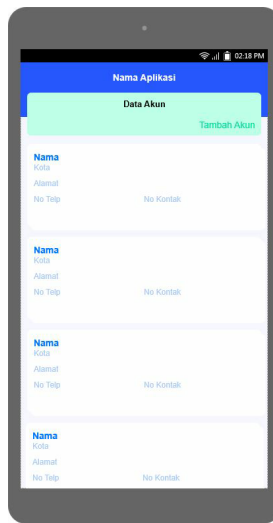 02:18 PM
Nama Aplikasi
Data Akun
Tambah Akun
Nama
Kota
Alamat
No Telp No Kontak
Nama
Kota
Alamat
No Telp No Kontak
Nama
Kota
Alamat
No Telp No Kontak
Nama
Kota
Alamat
No Telp No Kontak